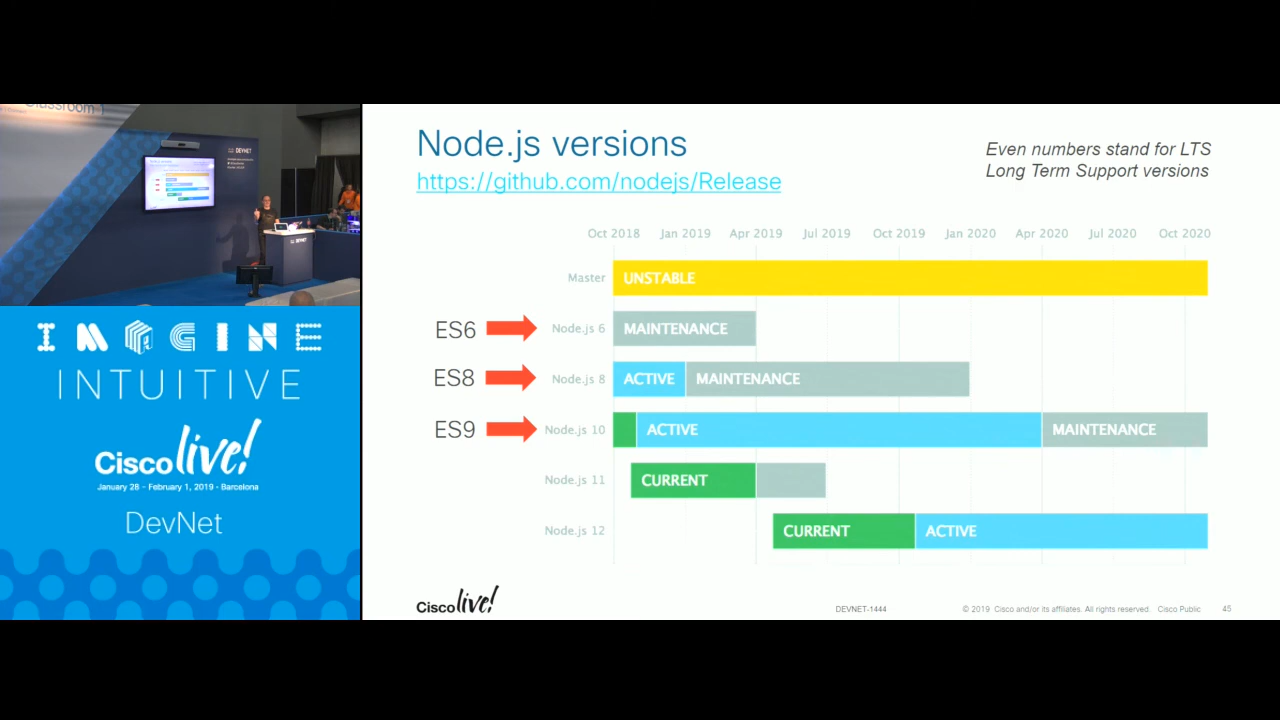 Classroom
DEVNET
IMAGINE
INTUITIVE
Cisco live!
January 28 - February 1, 2019 · Barcelona
DevNet
Node.js versions
https://github.com/nodejs/Release
Even numbers stand for LTS
Long Term Support versions
Oct 2018 Jan 2019 Apr 2019 Jul 2019 Oct 2019 Jan 2020 Apr 2020 Jul 2020 Oct 2020
Master UNSTABLE
ES6 Node.js 6 MAINTENANCE
ES8 Node.js 8 ACTIVE MAINTENANCE
ES9 Node.js 10 ACTIVE MAINTENANCE
Node.js 11 CURRENT
Node.js 12 CURRENT ACTIVE
Cisco live!
DEVNET-1444
© 2019 Cisco and/or its affiliates. All rights reserved. Cisco Public
45